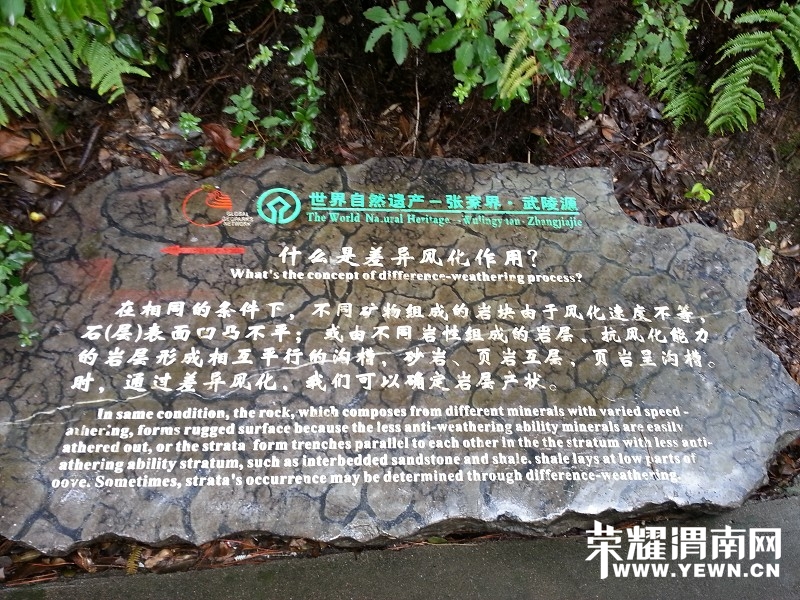 GLOBAL
GEOPARKS
NETWORK
世界自然遗产-张家界·武陵源
The World Natural Heritage---Wulingyuan- Zhangjiajie
什么是差异风化作用?
What's the concept of difference-weathering process?
在相同的条件下，不同矿物组成的岩块由于风化速度不等，
石(层)表面凹凸不平；或由不同岩性组成的岩层、抗风化能力
的岩层形成相互平行的沟槽，砂岩、页岩互层，页岩呈沟槽。
时，通过差异风化、我们可以确定岩层产状。
In same condition, the rock, which composes from different minerals with varied speed -
athering, forms rugged surface because the less anti-weathering ability minerals are easily
athered out, or the strata form trenches parallel to each other in the the stratum with less anti-
athering ability stratum, such as interbedded sandstone and shale, shale lays at low parts of
oove. Sometimes, strata's occurrence may be determined through difference-weathering.
荣耀渭南网
WWW.YEWN.CN